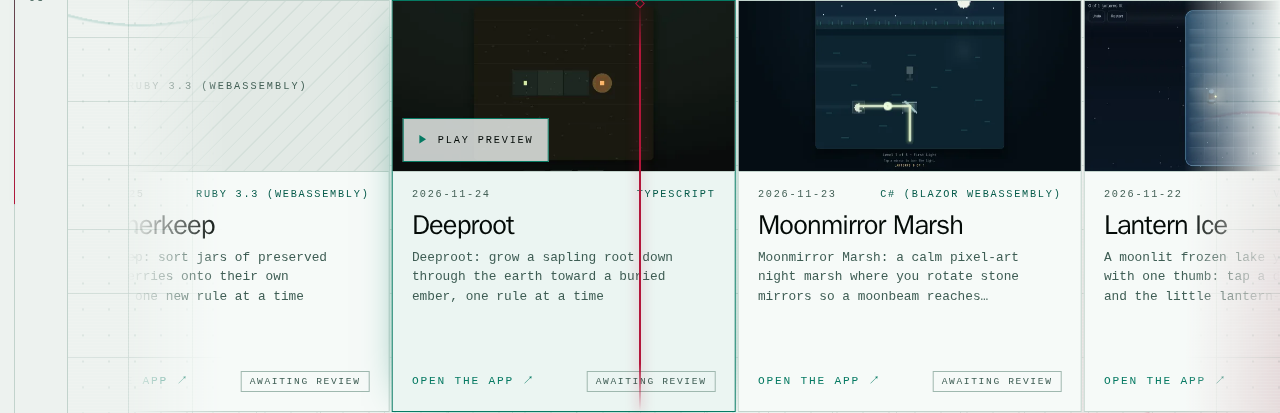 UBY 3.3 (WEBASSEMBLY)
RUBY 3.3 (WEBASSEMBLY)
erkeep
p: sort jars of preserved
rries onto their own
one new rule at a time
APP ↗
AWAITING REVIEW
PLAY PREVIEW
2026-11-24
TYPESCRIPT
Deeproot
Deeproot: grow a sapling root down
through the earth toward a buried
ember, one rule at a time
OPEN THE APP ↗
AWAITING REVIEW
2026-11-23
C# (BLAZOR WEBASSEMBLY)
Moonmirror Marsh
Moonmirror Marsh: a calm pixel-art
night marsh where you rotate stone
mirrors so a moonbeam reaches…
OPEN THE APP ↗
AWAITING REVIEW
2026-11-22
Lantern Ice
A moonlit frozen lake
with one thumb: tap a
and the little lantern
OPEN THE APP ↗